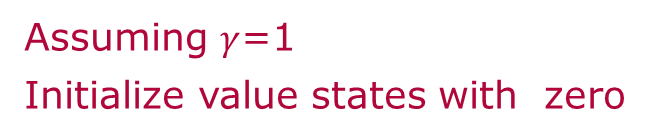 Assuming γ=1
Initialize value states with  zero